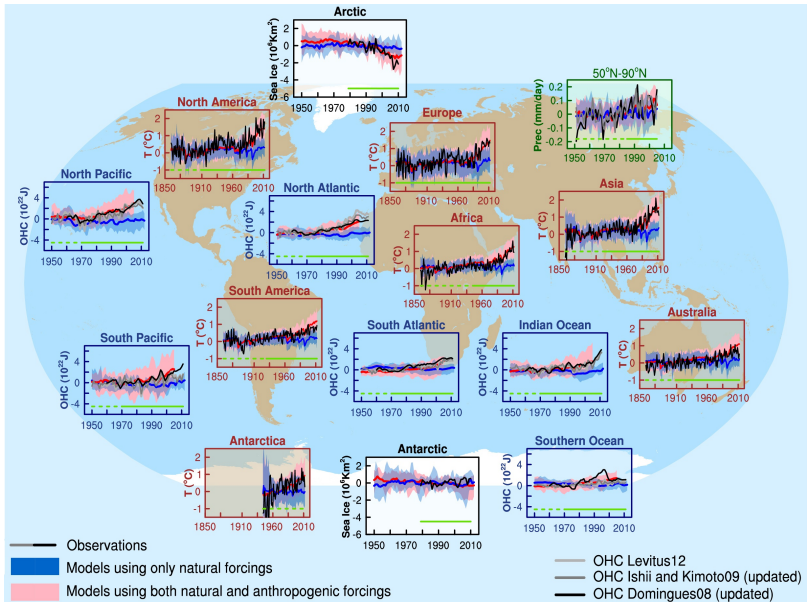 Arctic
Sea Ice (10⁶Km²)
2
0
-2
-4
-6
1950 1970 1990 2010
50°N-90°N
Prec (mm/day)
0.2
0.1
0
-0.1
-0.2
1950 1970 1990 2010
North America
T (°C)
2
1
0
-1
1850 1910 1960 2010
Europe
T (°C)
2
1
0
-1
1850 1910 1960 2010
North Pacific
OHC (10²²J)
4
0
-4
1950 1970 1990 2010
North Atlantic
OHC (10²²J)
4
0
-4
1950 1970 1990 2010
Asia
T (°C)
2
1
0
-1
1850 1910 1960 2010
Africa
T (°C)
2
1
0
-1
1850 1910 1960 2010
South America
T (°C)
2
1
0
-1
1850 1910 1960 2010
South Pacific
OHC (10²²J)
4
0
-4
1950 1970 1990 2010
South Atlantic
OHC (10²²J)
4
0
-4
1950 1970 1990 2010
Indian Ocean
OHC (10²²J)
4
0
-4
1950 1970 1990 2010
Australia
T (°C)
2
1
0
-1
1850 1910 1960 2010
Antarctica
T (°C)
2
1
0
-1
1850 1910 1960 2010
Antarctic
Sea Ice (10⁶Km²)
2
0
-2
-4
-6
1950 1970 1990 2010
Southern Ocean
OHC (10²²J)
4
0
-4
1950 1970 1990 2010
Observations
Models using only natural forcings
Models using both natural and anthropogenic forcings
OHC Levitus12
OHC Ishii and Kimoto09 (updated)
OHC Domingues08 (updated)